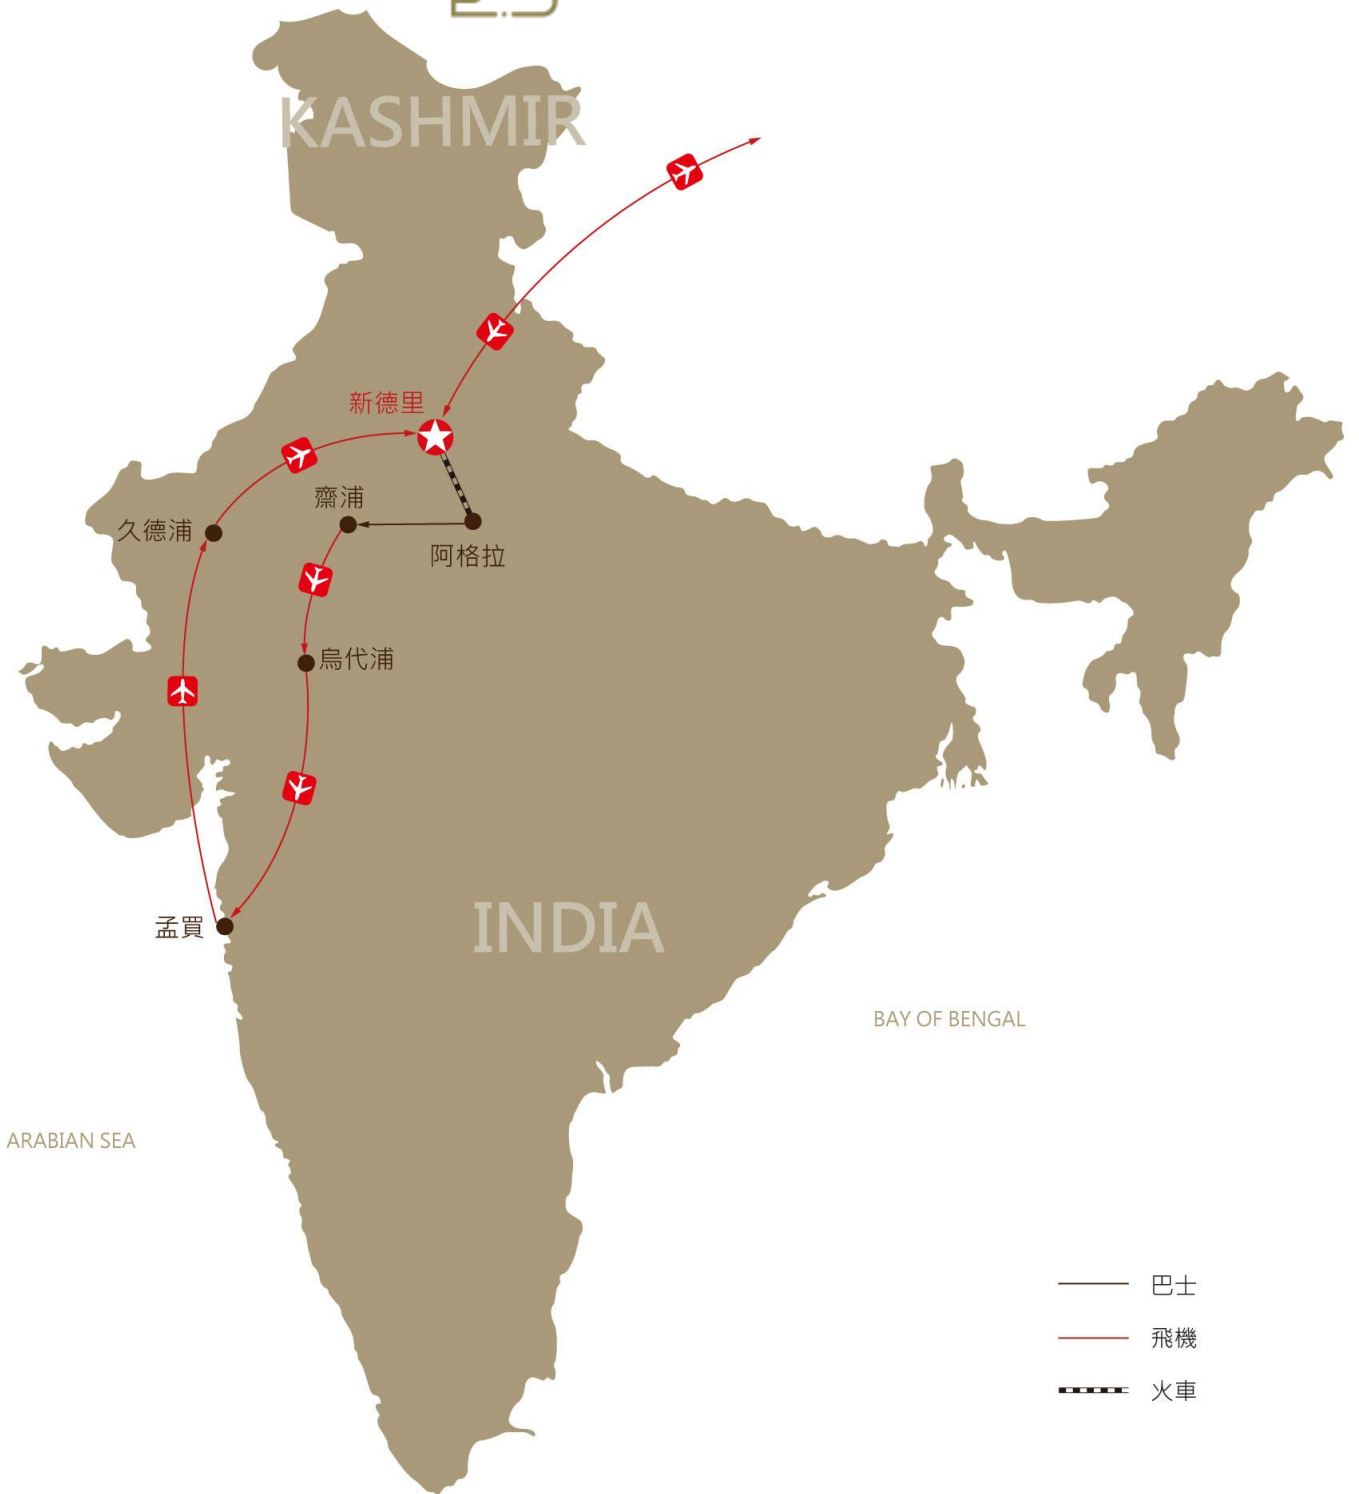 KASHMIR
新德里
齋浦
久德浦
阿格拉
烏代浦
孟買
INDIA
BAY OF BENGAL
ARABIAN SEA
巴士
飛機
火車